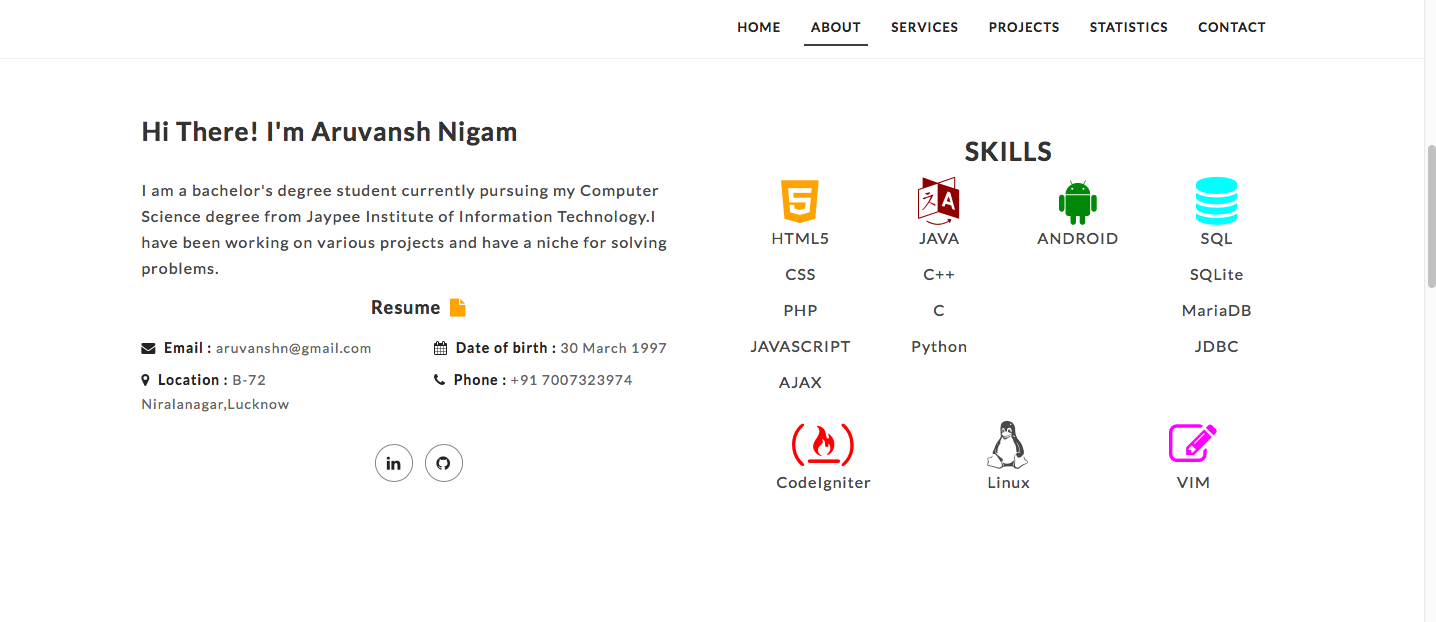 HOME ABOUT SERVICES PROJECTS STATISTICS CONTACT
Hi There! I'm Aruvansh Nigam
I am a bachelor's degree student currently pursuing my Computer
Science degree from Jaypee Institute of Information Technology.I
have been working on various projects and have a niche for solving
problems.
Resume
Email : aruvanshn@gmail.com
Date of birth : 30 March 1997
Location : B-72
Niralanagar,Lucknow
Phone : +91 7007323974
in
SKILLS
5
A
HTML5 JAVA ANDROID SQL
CSS C++ SQLite
PHP C MariaDB
JAVASCRIPT Python JDBC
AJAX
CodeIgniter Linux VIM